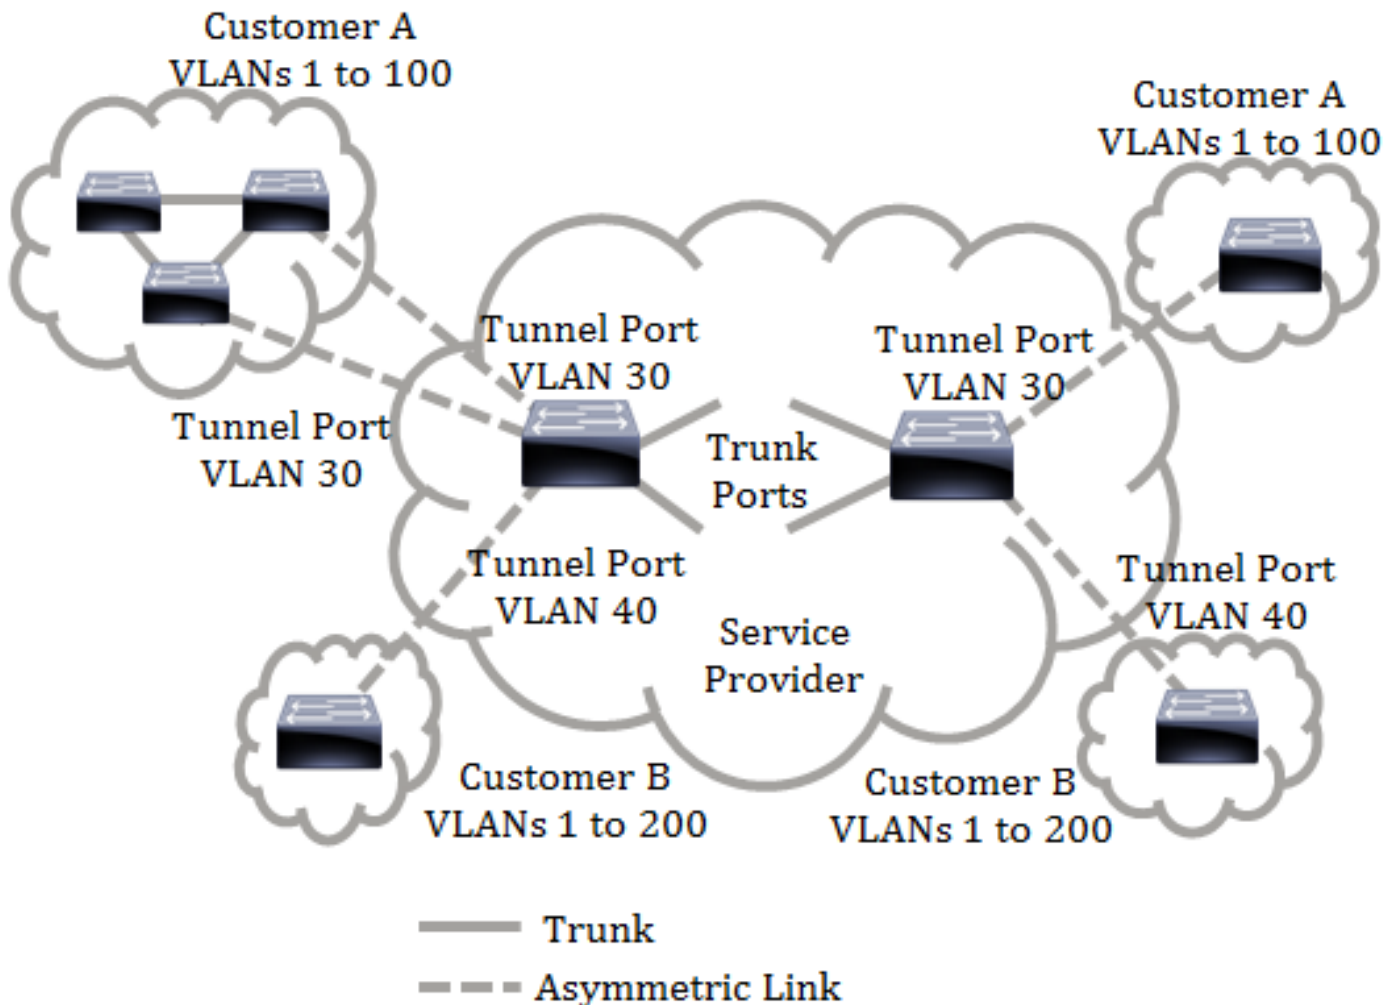 Customer A
VLANs 1 to 100
Customer A
VLANs 1 to 100
Tunnel Port
VLAN 30
Tunnel Port
VLAN 30
Tunnel Port
VLAN 30
Trunk
Ports
Tunnel Port
VLAN 40
Tunnel Port
VLAN 40
Service
Provider
Customer B
VLANs 1 to 200
Customer B
VLANs 1 to 200
Trunk
Asymmetric Link